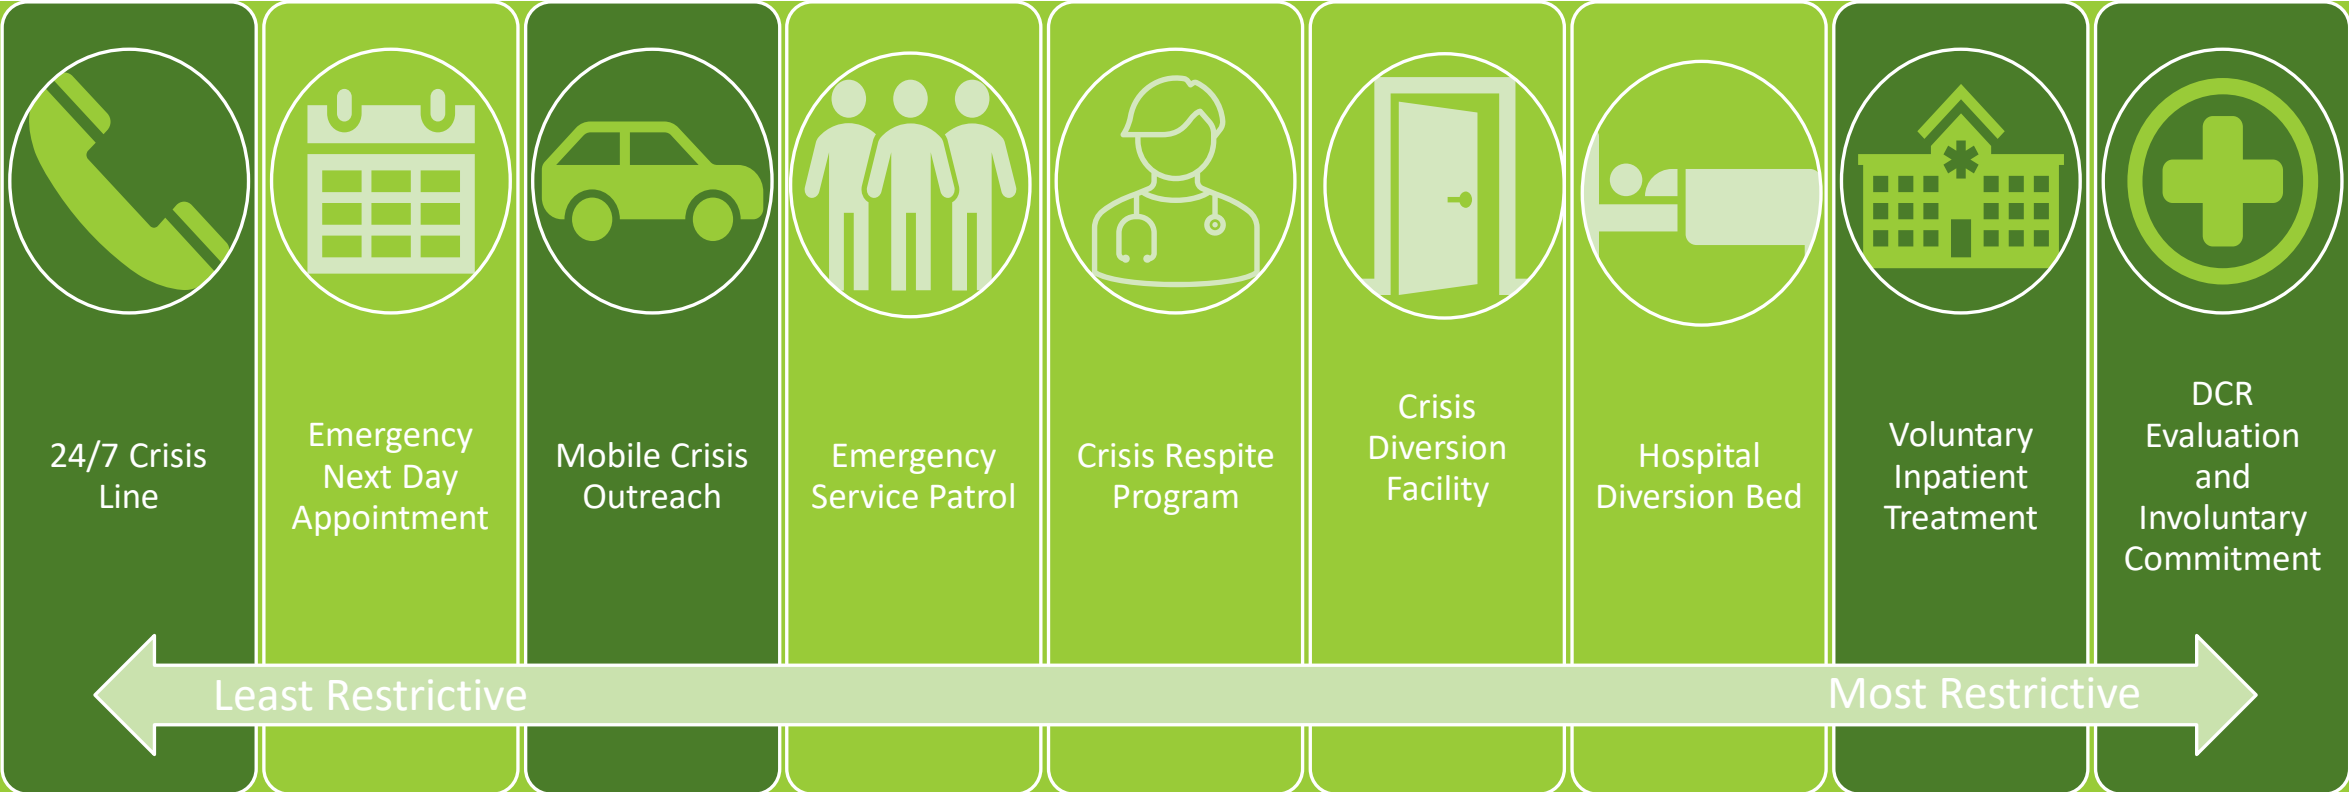 24/7 Crisis
Line
Emergency
Next Day
Appointment
Mobile Crisis
Outreach
Emergency
Service Patrol
Crisis Respite
Program
Crisis
Diversion
Facility
Hospital
Diversion Bed
Voluntary
Inpatient
Treatment
DCR
Evaluation
and
Involuntary
Commitment
Least Restrictive
Most Restrictive